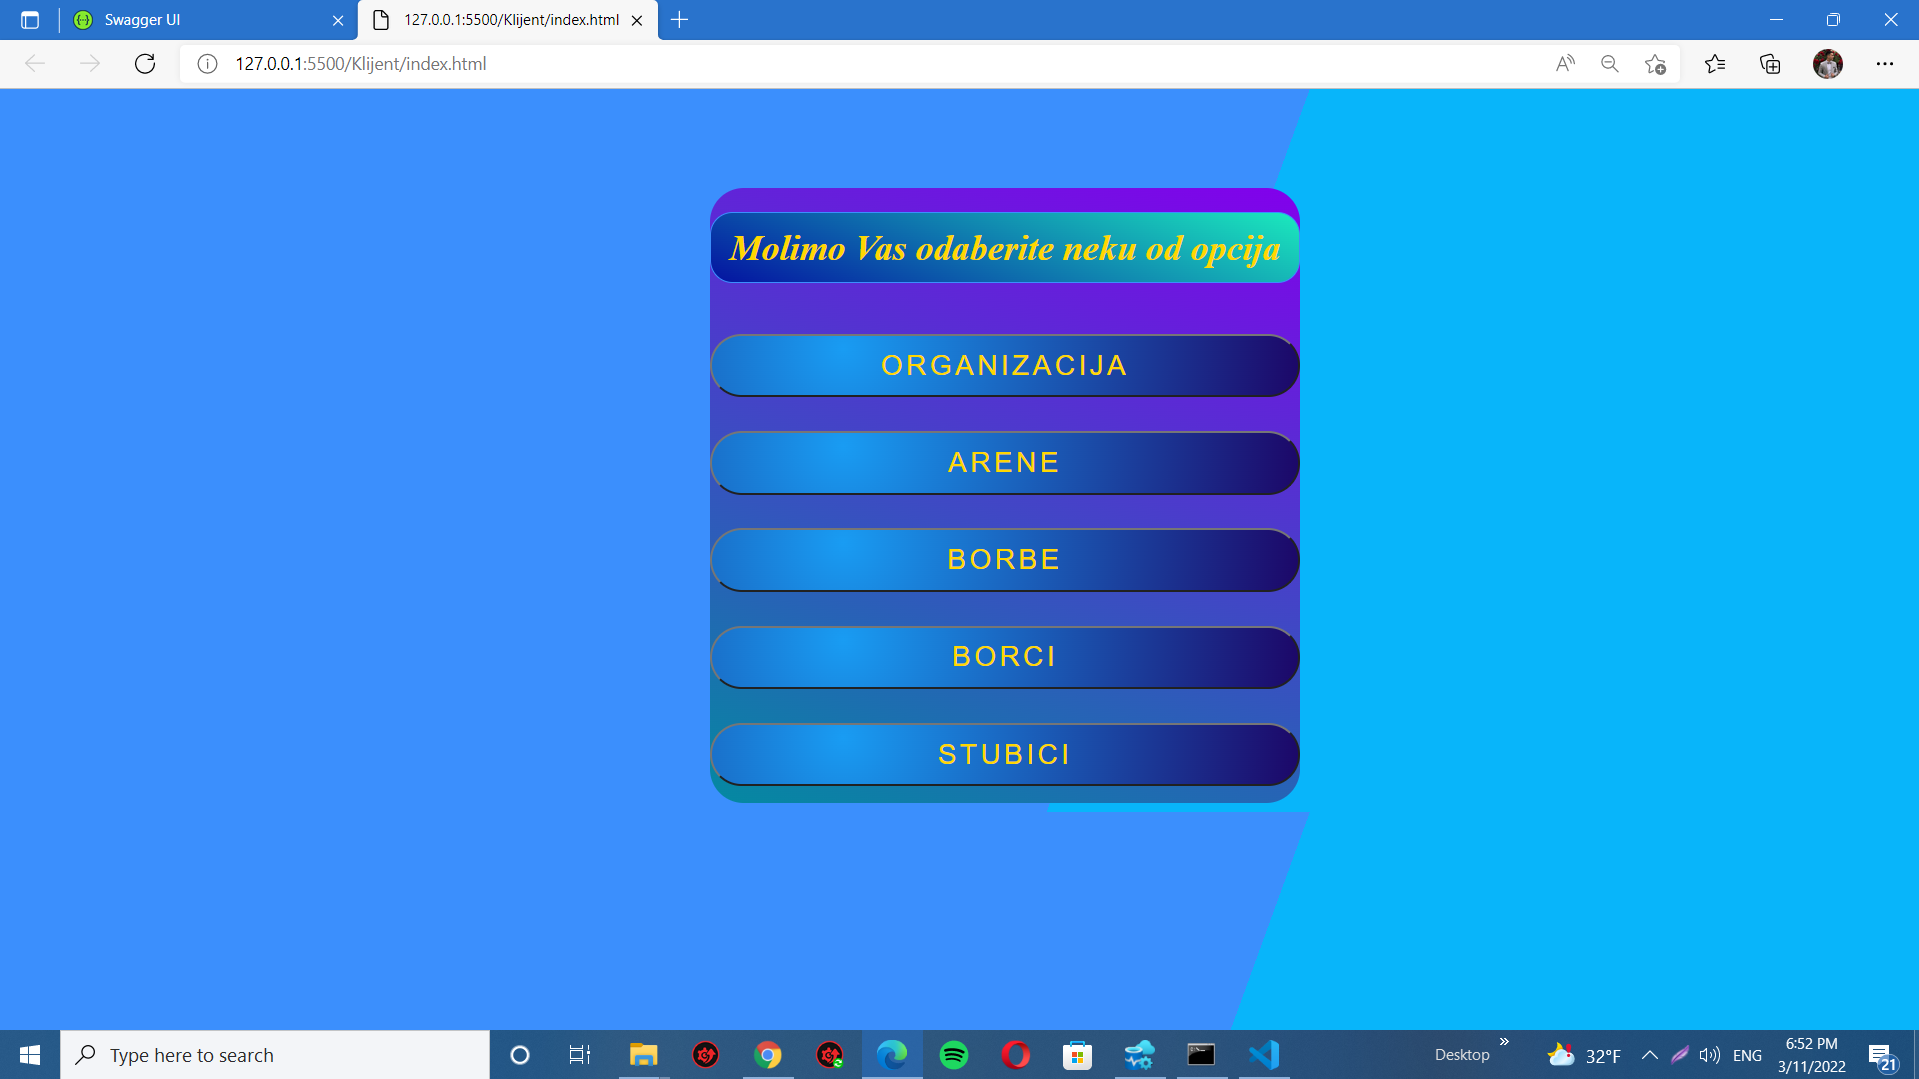 Swagger UI
127.0.0.1:5500/Klijent/index.html
127.0.0.1:5500/Klijent/index.html
Molimo Vas odaberite neku od opcija
ORGANIZACIJA
ARENE
BORBE
BORCI
STUBICI
Type here to search
Desktop
32°F
ENG
6:52 PM
3/11/2022
21